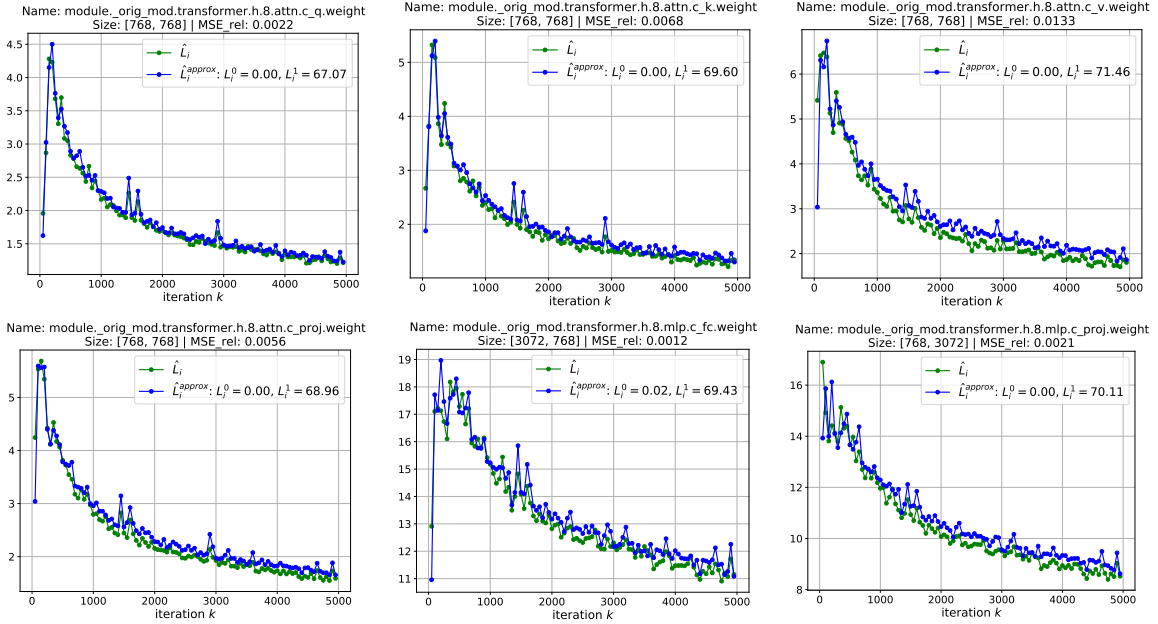 Name: module._orig_mod.transformer.h.8.attn.c_q.weight
Size: [768, 768] | MSE_rel: 0.0022
4.5
4.0
3.5
3.0
2.5
2.0
1.5
L̂_i
L̂_i^approx: L_i^0 = 0.00, L_i^1 = 67.07
0 1000 2000 3000 4000 5000
iteration k
Name: module._orig_mod.transformer.h.8.attn.c_k.weight
Size: [768, 768] | MSE_rel: 0.0068
5
4
3
2
L̂_i
L̂_i^approx: L_i^0 = 0.00, L_i^1 = 69.60
0 1000 2000 3000 4000 5000
iteration k
Name: module._orig_mod.transformer.h.8.attn.c_v.weight
Size: [768, 768] | MSE_rel: 0.0133
6
5
4
3
2
L̂_i
L̂_i^approx: L_i^0 = 0.00, L_i^1 = 71.46
0 1000 2000 3000 4000 5000
iteration k
Name: module._orig_mod.transformer.h.8.attn.c_proj.weight
Size: [768, 768] | MSE_rel: 0.0056
5
4
3
2
L̂_i
L̂_i^approx: L_i^0 = 0.00, L_i^1 = 68.96
0 1000 2000 3000 4000 5000
iteration k
Name: module._orig_mod.transformer.h.8.mlp.c_fc.weight
Size: [3072, 768] | MSE_rel: 0.0012
19
18
17
16
15
14
13
12
11
L̂_i
L̂_i^approx: L_i^0 = 0.02, L_i^1 = 69.43
0 1000 2000 3000 4000 5000
iteration k
Name: module._orig_mod.transformer.h.8.mlp.c_proj.weight
Size: [768, 3072] | MSE_rel: 0.0021
16
14
12
10
8
L̂_i
L̂_i^approx: L_i^0 = 0.00, L_i^1 = 70.11
0 1000 2000 3000 4000 5000
iteration k